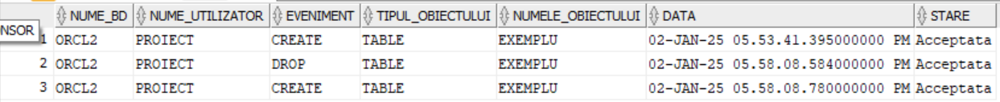 NUME_BD NUME_UTILIZATOR EVENIMENT TIPUL_OBIECTULUI NUMELE_OBIECTULUI DATA STARE
NSOR
1 ORCL2 PROIECT CREATE TABLE EXEMPLU 02-JAN-25 05.53.41.395000000 PM Acceptata
2 ORCL2 PROIECT DROP TABLE EXEMPLU 02-JAN-25 05.58.08.584000000 PM Acceptata
3 ORCL2 PROIECT CREATE TABLE EXEMPLU 02-JAN-25 05.58.08.780000000 PM Acceptata